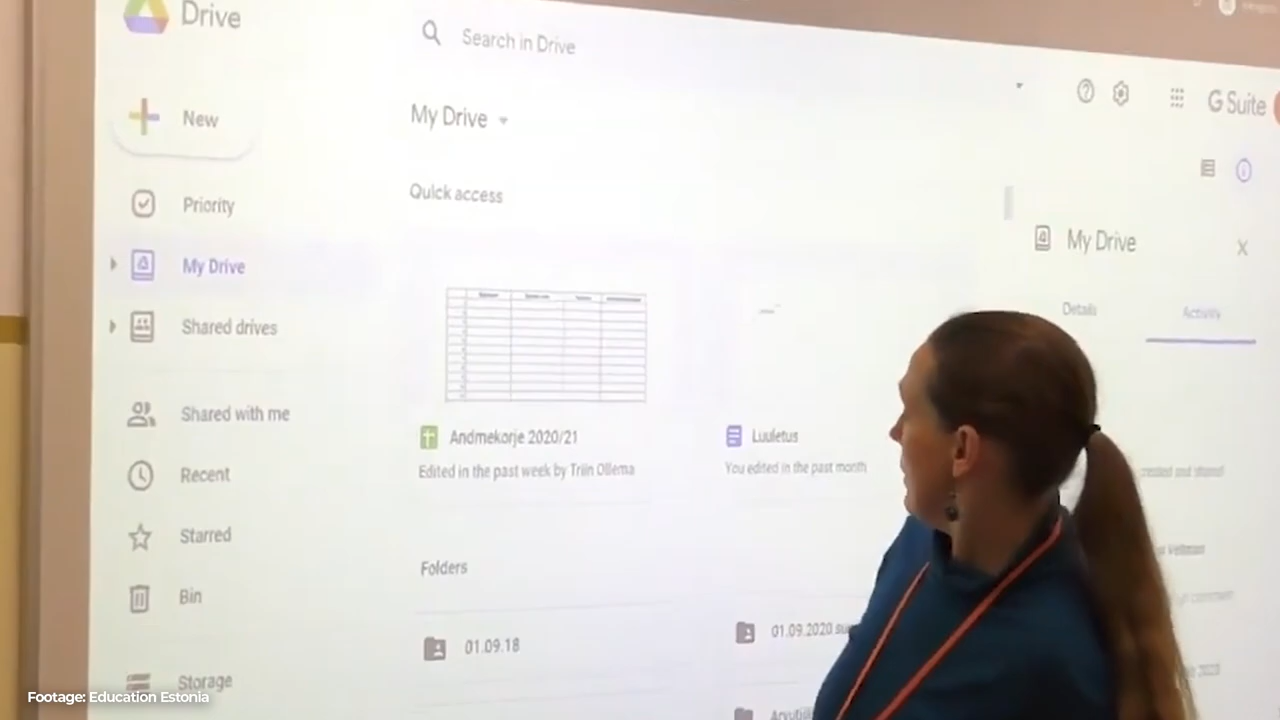 Drive
Search in Drive
G Suite
New
My Drive
Quick access
Priority
My Drive
Shared drives
Shared with me
Recent
Starred
Bin
Storage
Andmekorje 2020/21
Edited in the past week by Triin Ollema
Luuletus
You edited in the past month
Folders
01.09.18
01.09.2020
My Drive
Details
Activity
and shared
Footage: Education Estonia